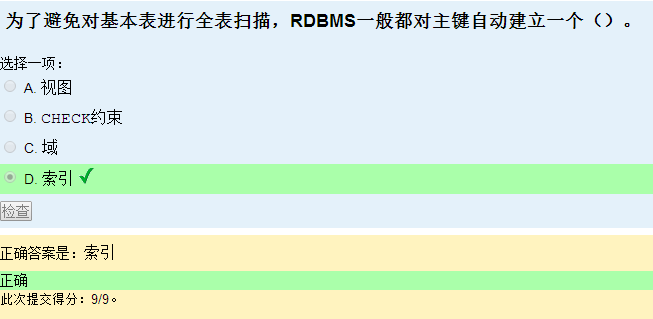 为了避免对基本表进行全表扫描，RDBMS一般都对主键自动建立一个（）。
选择一项：
A. 视图
B. CHECK约束
C. 域
D. 索引
检查
正确答案是：索引
正确
此次提交得分：9/9。